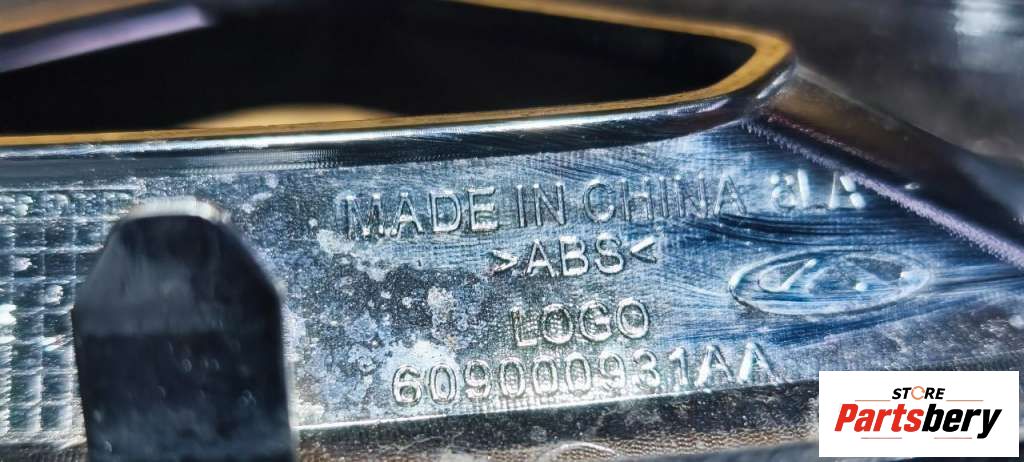 MADE IN CHINA
>ABS<
LOGO
609000931AA
STORE
Partsbery